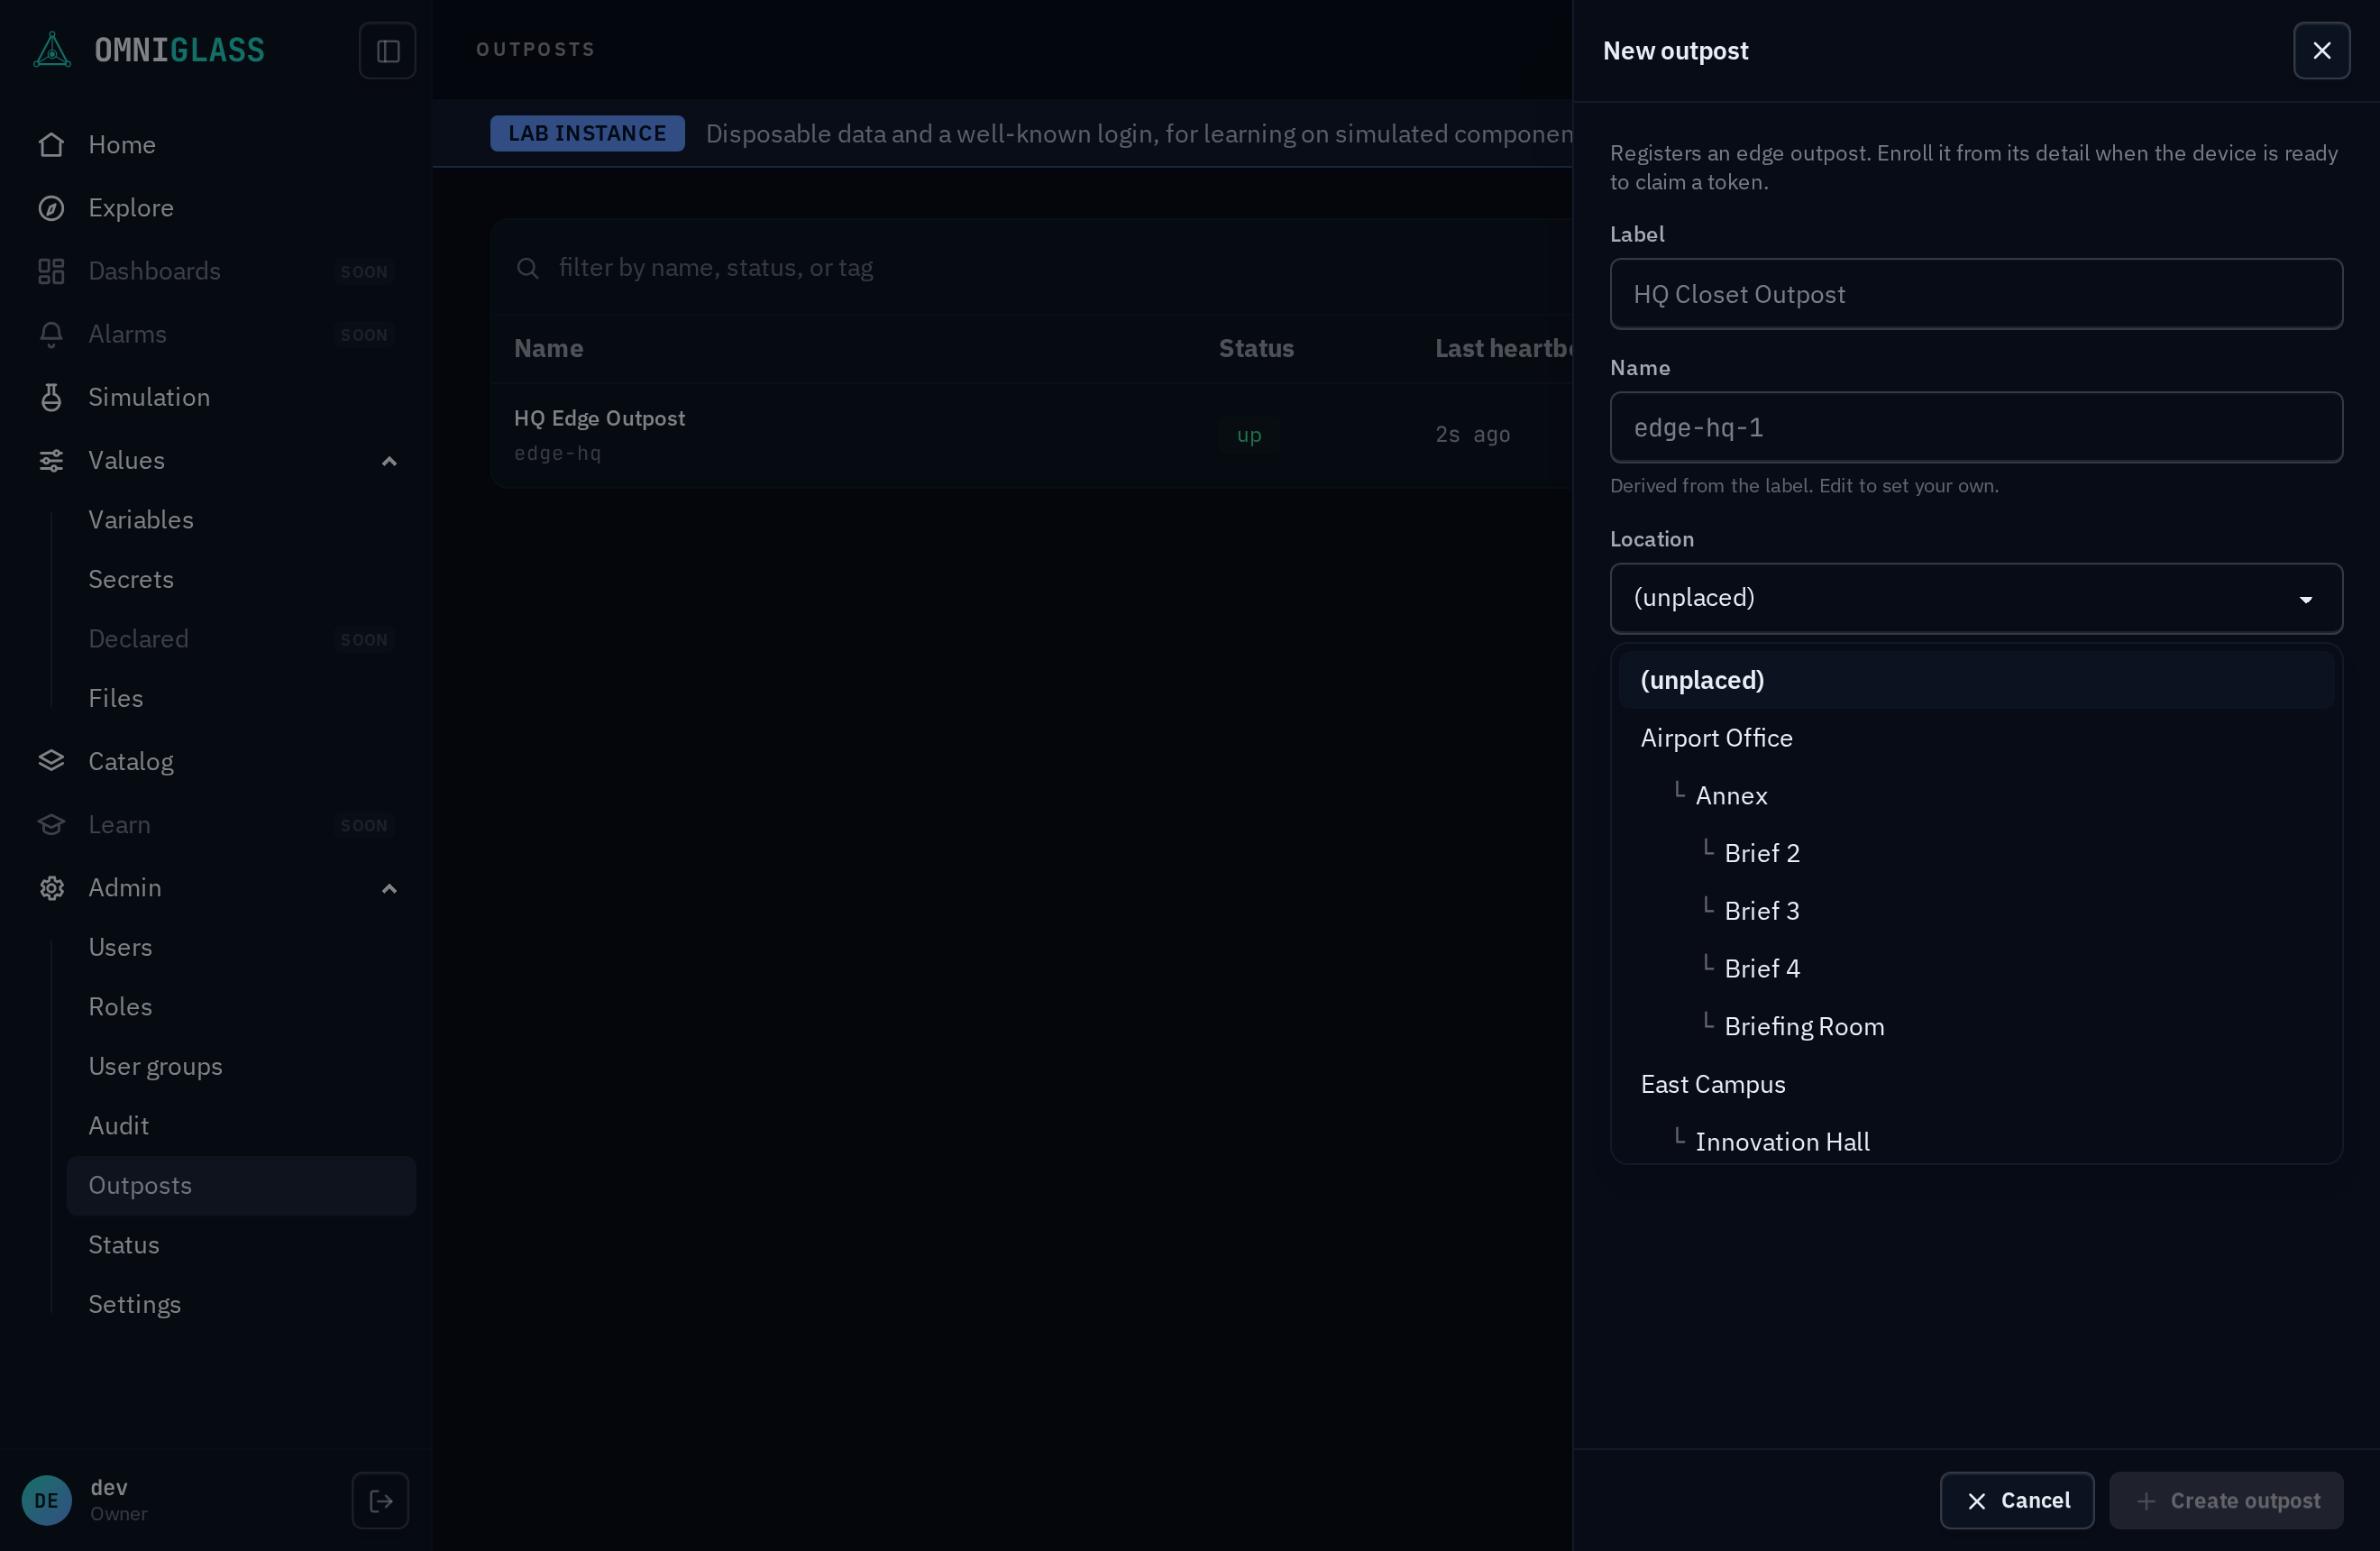 OMNIGLASS
Home
Explore
Dashboards SOON
Alarms SOON
Simulation
Values
Variables
Secrets
Declared SOON
Files
Catalog
Learn SOON
Admin
Users
Roles
User groups
Audit
Outposts
Status
Settings
DE
dev
Owner
OUTPOSTS
LAB INSTANCE Disposable data and a well-known login, for learning on simulated componen
filter by name, status, or tag
Name Status Last heartbe
HQ Edge Outpost
edge-hq
up
2s ago
New outpost
Registers an edge outpost. Enroll it from its detail when the device is ready
to claim a token.
Label
HQ Closet Outpost
Name
edge-hq-1
Derived from the label. Edit to set your own.
Location
(unplaced)
(unplaced)
Airport Office
└ Annex
└ Brief 2
└ Brief 3
└ Brief 4
└ Briefing Room
East Campus
└ Innovation Hall
Cancel
Create outpost